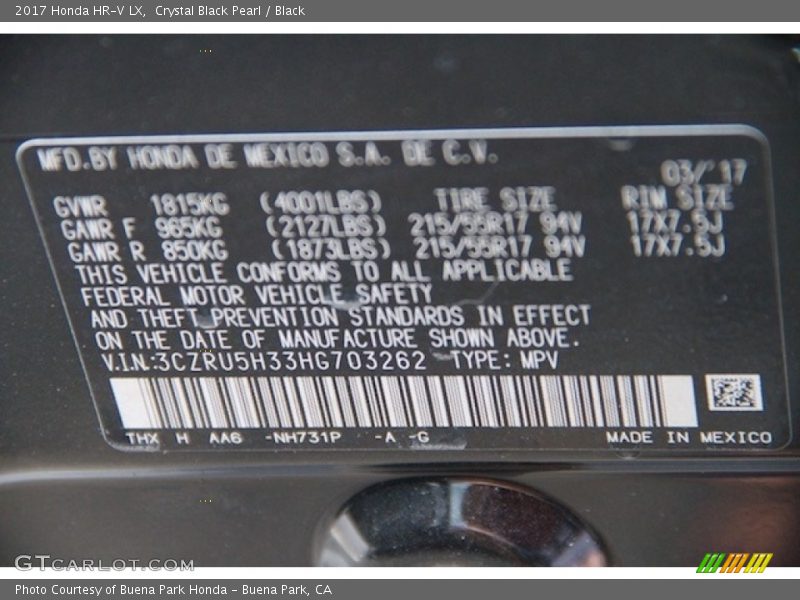 2017 Honda HR-V LX,  Crystal Black Pearl / Black
MFD.BY HONDA DE MEXICO S.A. DE C.V.
03/'17
GVWR 1815KG (4001LBS) TIRE SIZE RIM SIZE
GAWR F 965KG (2127LBS) 215/55R17 94V 17X7.5J
GAWR R 850KG (1873LBS) 215/55R17 94V 17X7.5J
THIS VEHICLE CONFORMS TO ALL APPLICABLE
FEDERAL MOTOR VEHICLE SAFETY
AND THEFT PREVENTION STANDARDS IN EFFECT
ON THE DATE OF MANUFACTURE SHOWN ABOVE.
V.I.N:3CZRU5H33HG703262 TYPE: MPV
THX H AA6 -NH731P -A -G MADE IN MEXICO
GTCARLOT.COM
Photo Courtesy of Buena Park Honda - Buena Park, CA